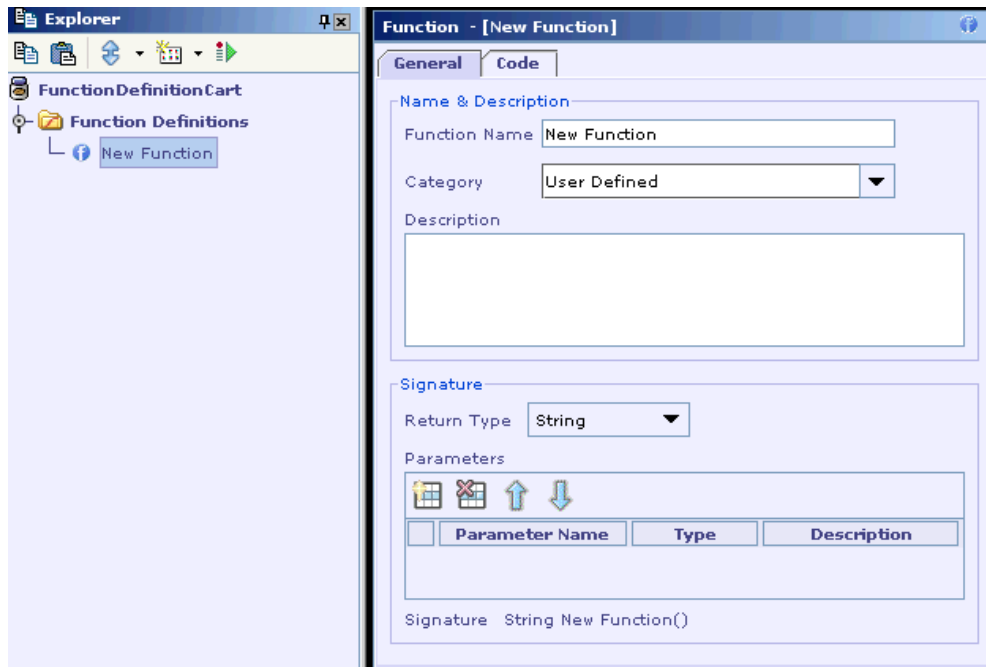 Explorer
FunctionDefinitionCart
Function Definitions
New Function
Function - [New Function]
General Code
Name & Description
Function Name New Function
Category User Defined
Description
Signature
Return Type String
Parameters
Parameter Name Type Description
Signature String New Function()